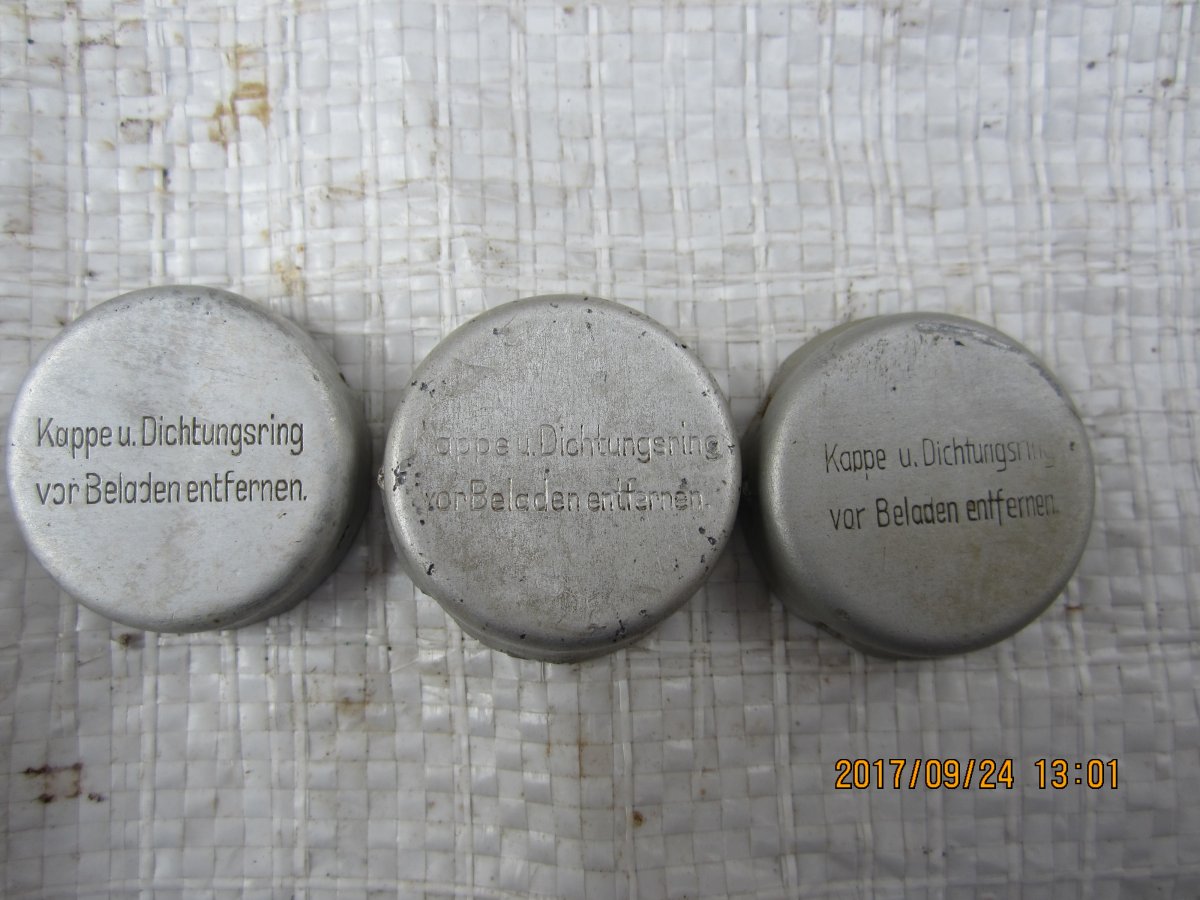 Kappe u. Dichtungsring
vor Beladen entfernen.
Kappe u. Dichtungsring
vor Beladen entfernen.
Kappe u. Dichtungsring
vor Beladen entfernen.
2017/09/24 13:01